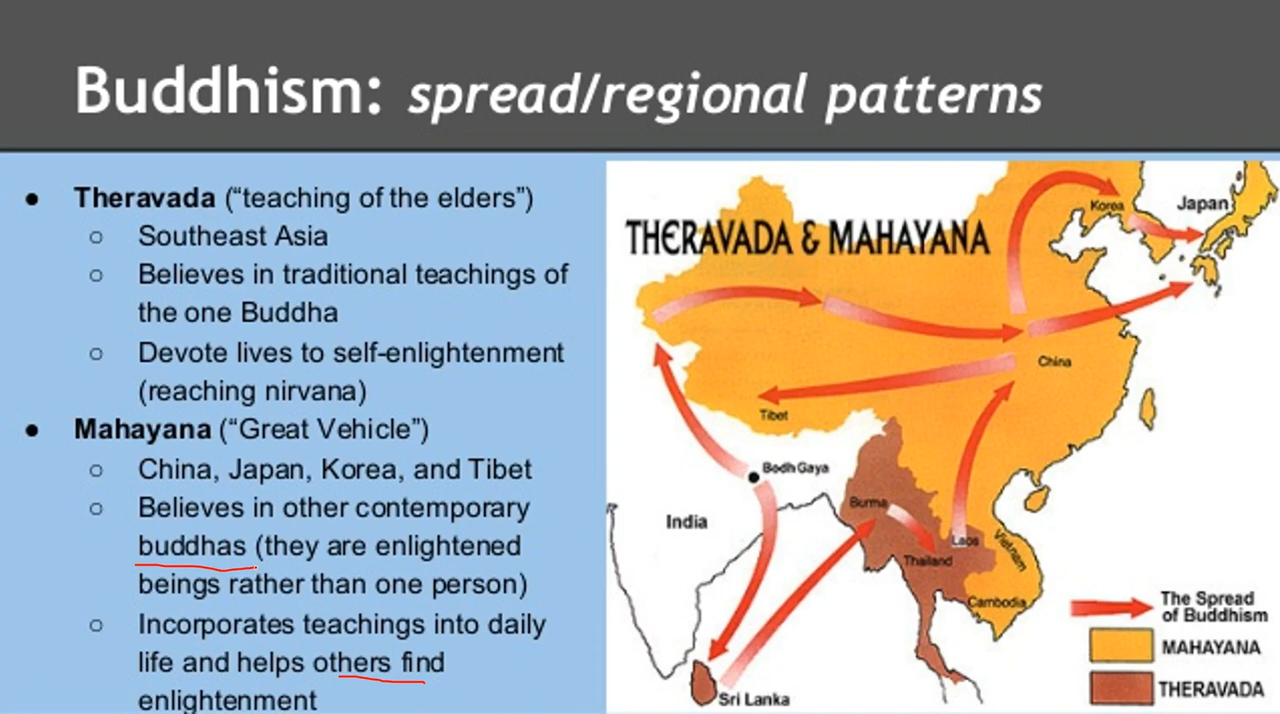 Buddhism: spread/regional patterns
● Theravada (“teaching of the elders”)
○ Southeast Asia
○ Believes in traditional teachings of
the one Buddha
○ Devote lives to self-enlightenment
(reaching nirvana)
● Mahayana (“Great Vehicle”)
○ China, Japan, Korea, and Tibet
○ Believes in other contemporary
buddhas (they are enlightened
beings rather than one person)
○ Incorporates teachings into daily
life and helps others find
enlightenment
THERAVADA & MAHAYANA
Korea
Japan
China
Tibet
Bodh Gaya
India
Burma
Laos
Vietnam
Thailand
Cambodia
Sri Lanka
The Spread
of Buddhism
MAHAYANA
THERAVADA